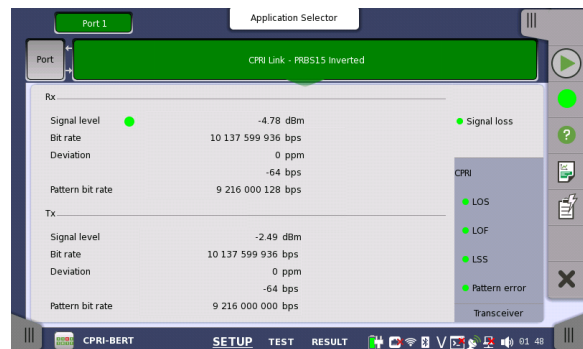 Port 1
Application Selector
Port
CPRI Link - PRBS15 Inverted
Rx
Signal level -4.78 dBm
Signal loss
Bit rate 10 137 599 936 bps
Deviation 0 ppm
-64 bps
CPRI
Pattern bit rate 9 216 000 128 bps
LOS
Tx
LOF
Signal level -2.49 dBm
Bit rate 10 137 599 936 bps
LSS
Deviation 0 ppm
-64 bps
Pattern error
Pattern bit rate 9 216 000 000 bps
Transceiver
CPRI-BERT
SETUP TEST RESULT
01 48